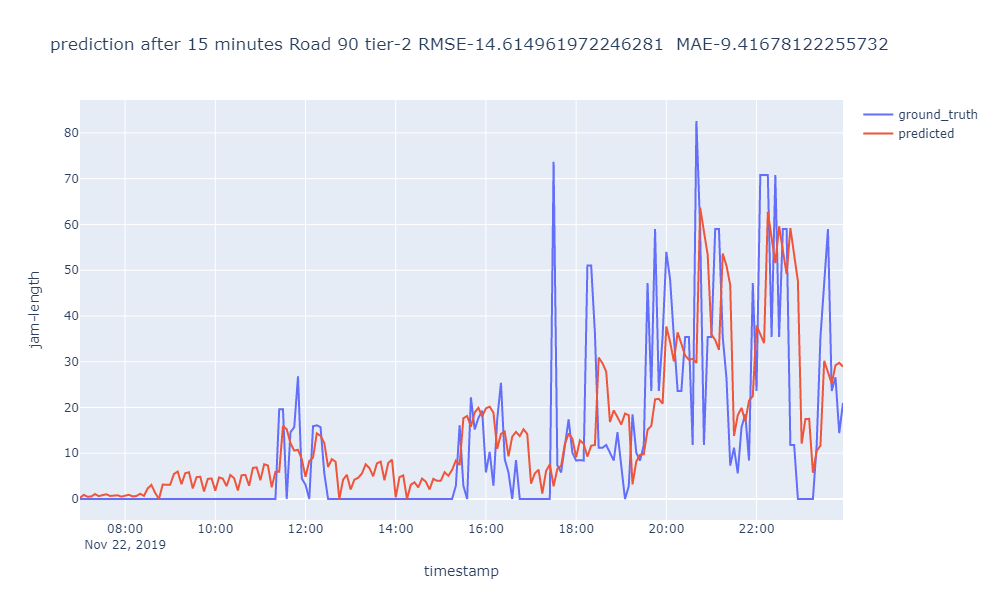 prediction after 15 minutes Road 90 tier-2 RMSE-14.614961972246281  MAE-9.41678122255732
ground_truth
predicted
80
70
60
50
40
30
20
10
0
jam-length
08:00 10:00 12:00 14:00 16:00 18:00 20:00 22:00
Nov 22, 2019
timestamp